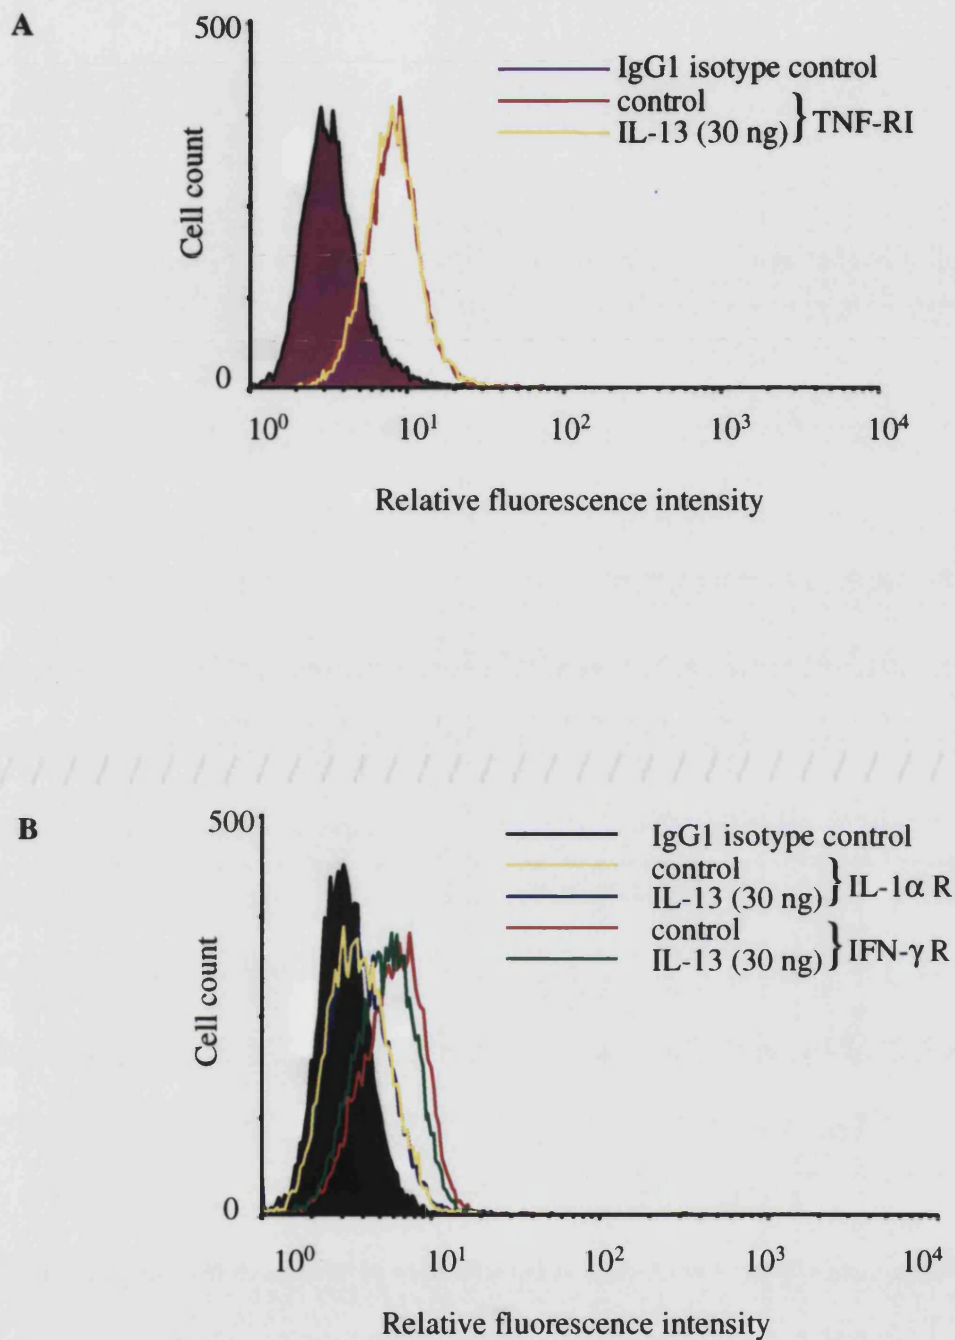 A
500
IgG1 isotype control
control
IL-13 (30 ng) } TNF-RI
Cell count
0
10⁰ 10¹ 10² 10³ 10⁴
Relative fluorescence intensity
B
500
IgG1 isotype control
control
IL-13 (30 ng) } IL-1α R
control
IL-13 (30 ng) } IFN-γ R
Cell count
0
10⁰ 10¹ 10² 10³ 10⁴
Relative fluorescence intensity